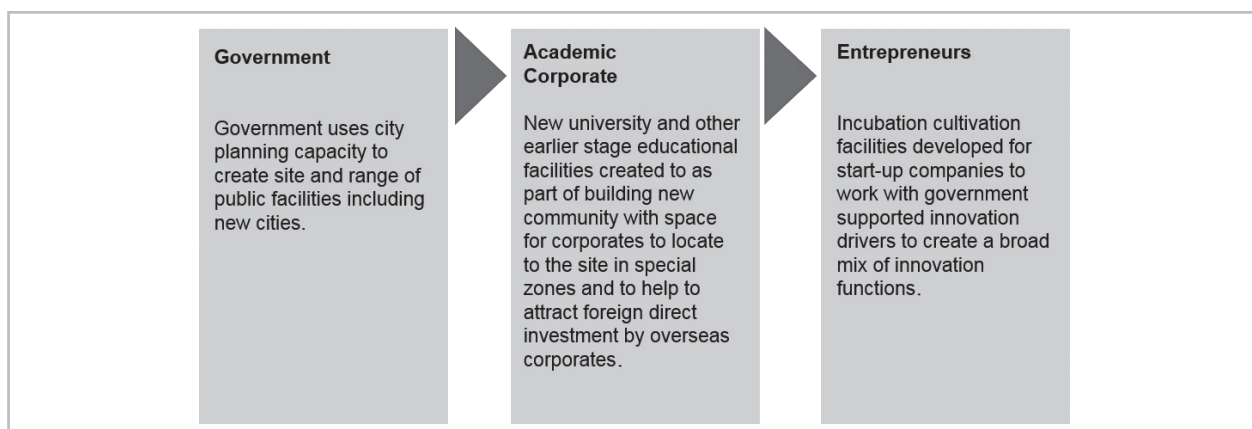 Government
Government uses city
planning capacity to
create site and range of
public facilities including
new cities.
Academic
Corporate
New university and other
earlier stage educational
facilities created to as
part of building new
community with space
for corporates to locate
to the site in special
zones and to help to
attract foreign direct
investment by overseas
corporates.
Entrepreneurs
Incubation cultivation
facilities developed for
start-up companies to
work with government
supported innovation
drivers to create a broad
mix of innovation
functions.